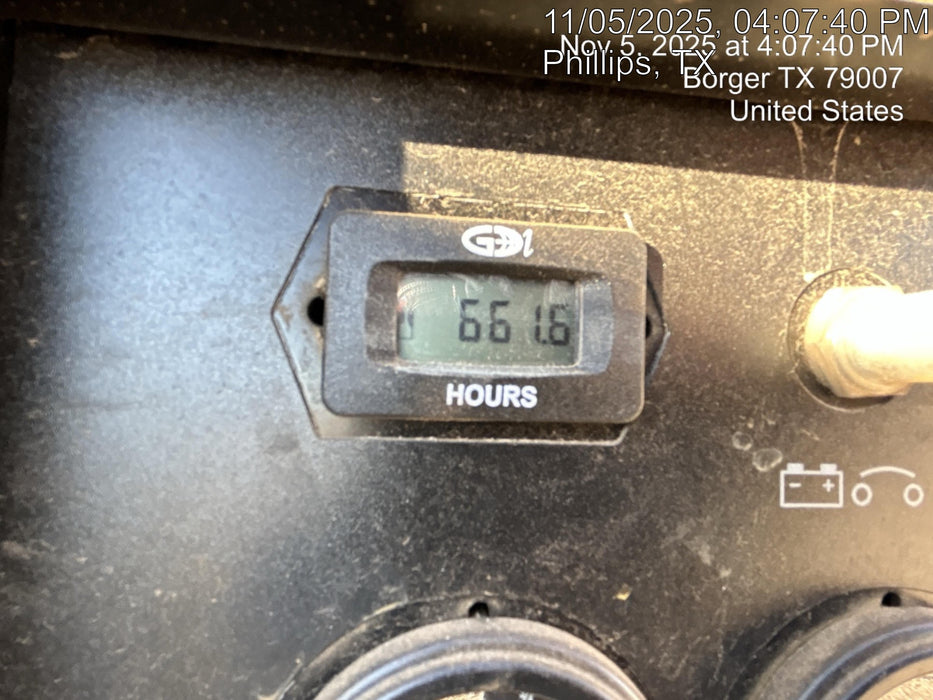 11/05/2025, 04:07:40 PM
Nov 5, 2025 at 4:07:40 PM
Phillips, TX
Borger TX 79007
United States
661.6
HOURS
- +